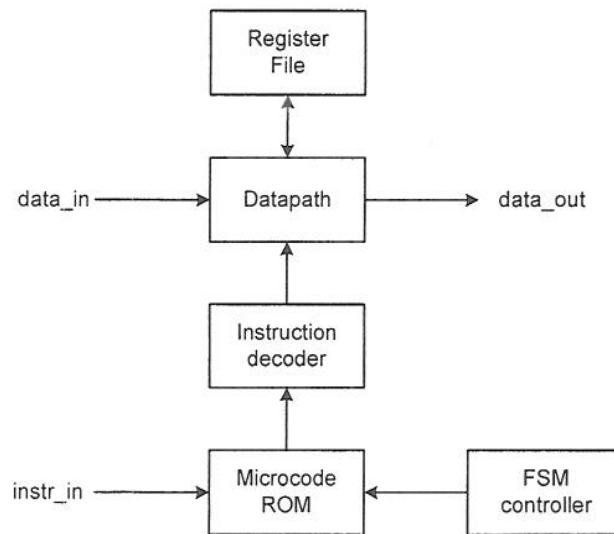 Register
File
data_in
Datapath
data_out
Instruction
decoder
instr_in
Microcode
ROM
FSM
controller